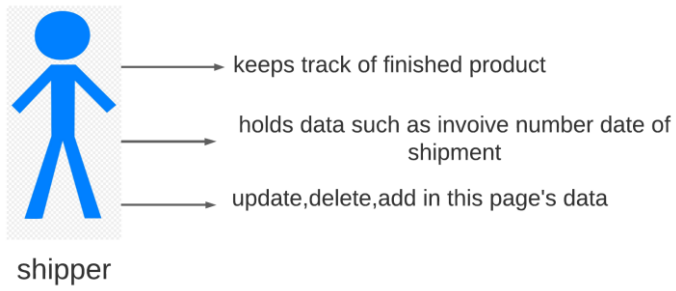 keeps track of finished product
holds data such as invoive number date of
shipment
update,delete,add in this page's data
shipper